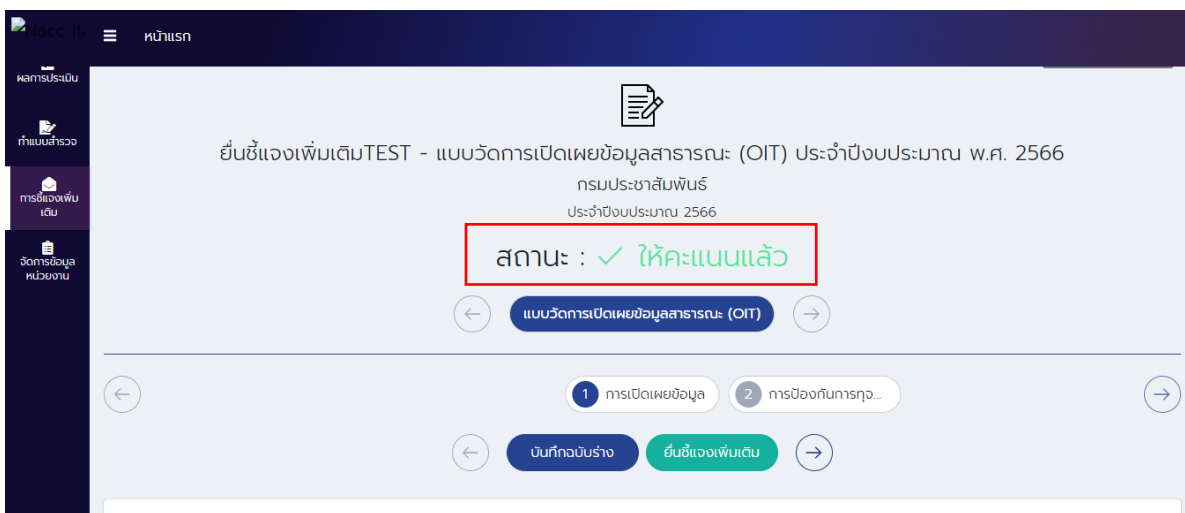 Nacc It
หน้าแรก
ผลการประเมิน
ทำแบบสำรวจ
การชี้แจงเพิ่ม
เติม
จัดการข้อมูล
หน่วยงาน
ยื่นชี้แจงเพิ่มเติมTEST - แบบวัดการเปิดเผยข้อมูลสาธารณะ (OIT) ประจำปีงบประมาณ พ.ศ. 2566
กรมประชาสัมพันธ์
ประจำปีงบประมาณ 2566
สถานะ : ✓ ให้คะแนนแล้ว
แบบวัดการเปิดเผยข้อมูลสาธารณะ (OIT)
1 การเปิดเผยข้อมูล 2 การป้องกันการทุจ...
บันทึกฉบับร่าง ยื่นชี้แจงเพิ่มเติม